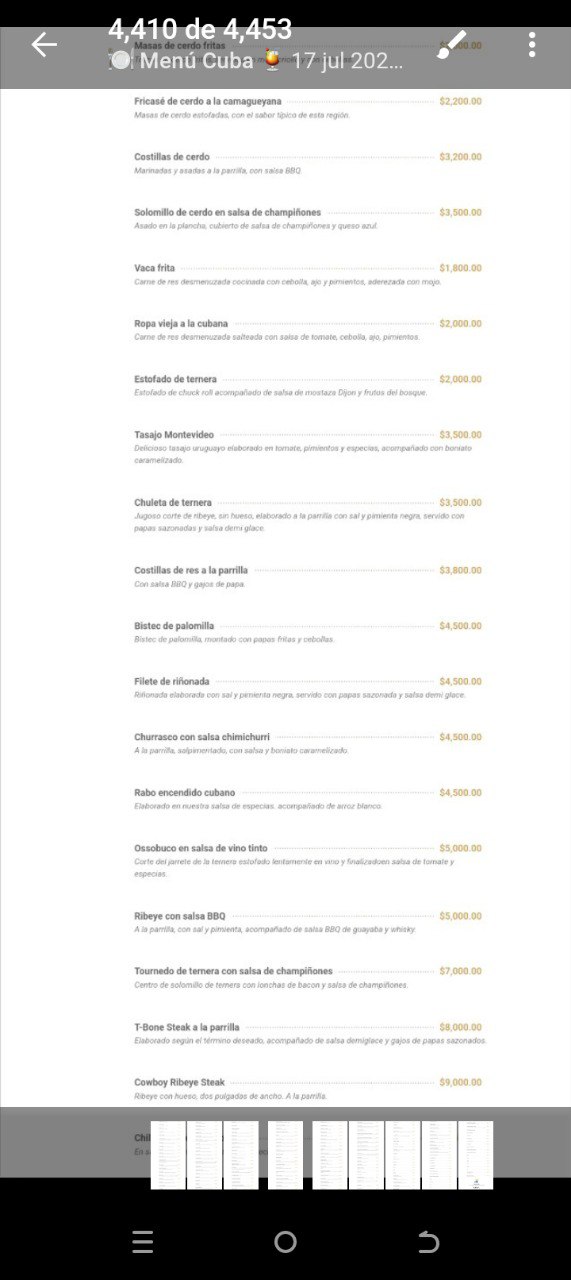 4,410 de 4,453
🍽️ Menú Cuba 🍹 17 jul 202...
Masas de cerdo fritas
Fricasé de cerdo a la camagueyana $2,200.00
Masas de cerdo estofadas, con el sabor típico de esta región.
Costillas de cerdo $3,200.00
Marinadas y asadas a la parrilla, con salsa BBQ.
Solomillo de cerdo en salsa de champiñones $3,500.00
Asado en la plancha, cubierto de salsa de champiñones y queso azul.
Vaca frita $1,800.00
Carne de res desmenuzada cocinada con cebolla, ajo y pimientos, aderezada con mojo.
Ropa vieja a la cubana $2,000.00
Carne de res desmenuzada salteada con salsa de tomate, cebolla, ajo, pimientos.
Estofado de ternera $2,000.00
Estofado de chuck roll acompañado de salsa de mostaza Dijon y frutos del bosque.
Tasajo Montevideo $3,500.00
Delicioso tasajo uruguayo elaborado en tomate, pimientos y especias, acompañado con boniato
caramelizado.
Chuleta de ternera $3,500.00
Jugoso corte de ribeye, sin hueso, elaborado a la parrilla con sal y pimienta negra, servido con
papas sazonadas y salsa demi glace.
Costillas de res a la parrilla $3,800.00
Con salsa BBQ y gajos de papa.
Bistec de palomilla $4,500.00
Bistec de palomilla, montado con papas fritas y cebollas.
Filete de riñonada $4,500.00
Riñonada elaborada con sal y pimienta negra, servido con papas sazonada y salsa demi glace.
Churrasco con salsa chimichurri $4,500.00
A la parrilla, salpimentado, con salsa y boniato caramelizado.
Rabo encendido cubano $4,500.00
Elaborado en nuestra salsa de especias. acompañado de arroz blanco.
Ossobuco en salsa de vino tinto $5,000.00
Corte del jarrete de la ternera estofado lentamente en vino y finalizadoen salsa de tomate y
especias.
Ribeye con salsa BBQ $5,000.00
A la parrilla, con sal y pimienta, acompañado de salsa BBQ de guayaba y whisky.
Tournedo de ternera con salsa de champiñones $7,000.00
Centro de solomillo de ternera con lonchas de bacon y salsa de champiñones.
T-Bone Steak a la parrilla $8,000.00
Elaborado según el término deseado, acompañado de salsa demiglace y gajos de papas sazonados.
Cowboy Ribeye Steak $9,000.00
Ribeye con hueso, dos pulgadas de ancho. A la parrilla.